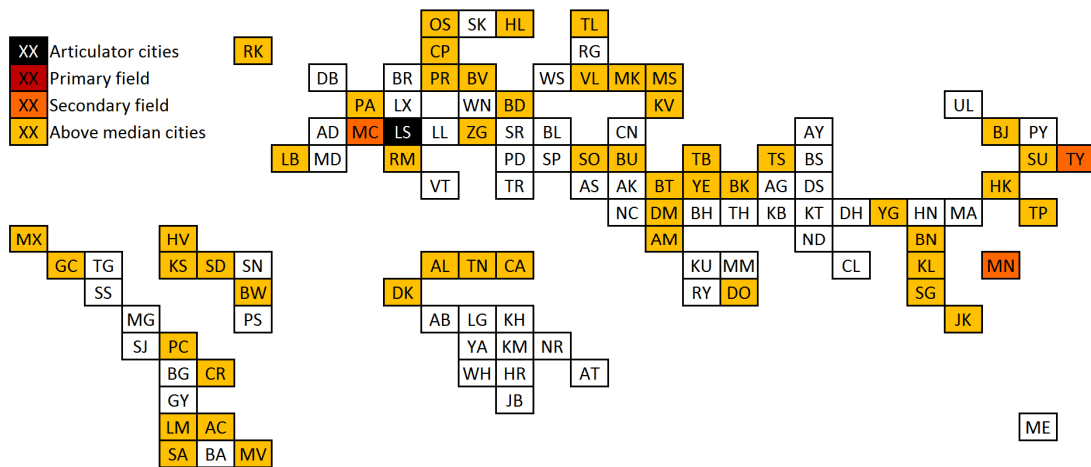 OS SK HL TL
XX Articulator cities RK CP RG
XX Primary field DB BR PR BV WS VL MK MS
XX Secondary field PA LX WN BD KV UL
XX Above median cities AD MC LS LL ZG SR BL CN AY BJ PY
LB MD RM PD SP SO BU TB TS BS SU TY
VT TR AS AK BT YE BK AG DS HK
NC DM BH TH KB KT DH YG HN MA TP
MX HV AM ND BN
GC TG KS SD SN AL TN CA KU MM CL KL MN
SS BW DK RY DO SG
MG PS AB LG KH JK
SJ PC YA KM NR
BG CR WH HR AT
GY JB
LM AC ME
SA BA MV